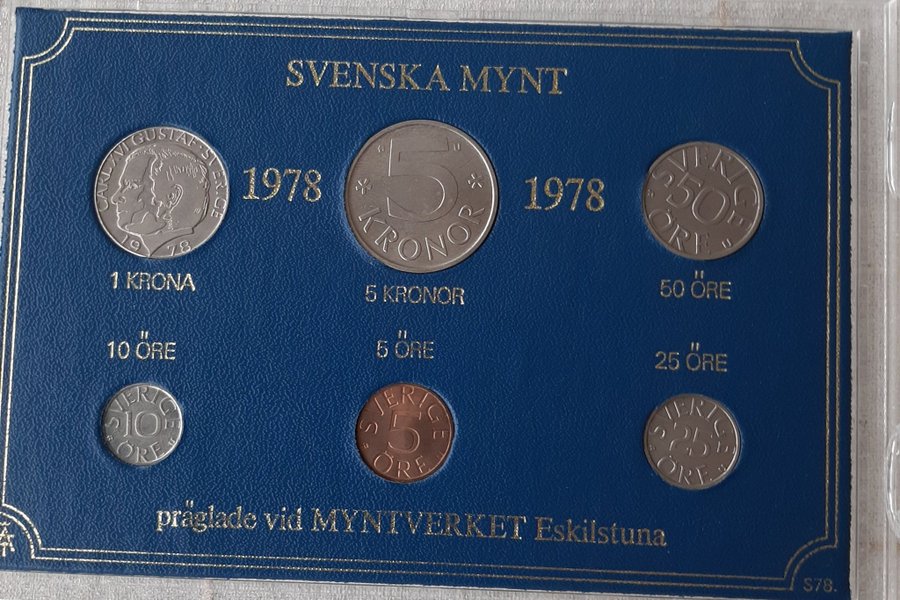 SVENSKA MYNT
CARL XVI GUSTAF · SVERIGE
1978
1978
5
KRONOR
1978
SVERIGE
50
ÖRE
U
1 KRONA
5 KRONOR
50 ÖRE
10 ÖRE
5 ÖRE
25 ÖRE
SVERIGE
10
ÖRE
U
SVERIGE
5
ÖRE
U
SVERIGE
25
ÖRE
U
präglade vid MYNTVERKET Eskilstuna
S78.